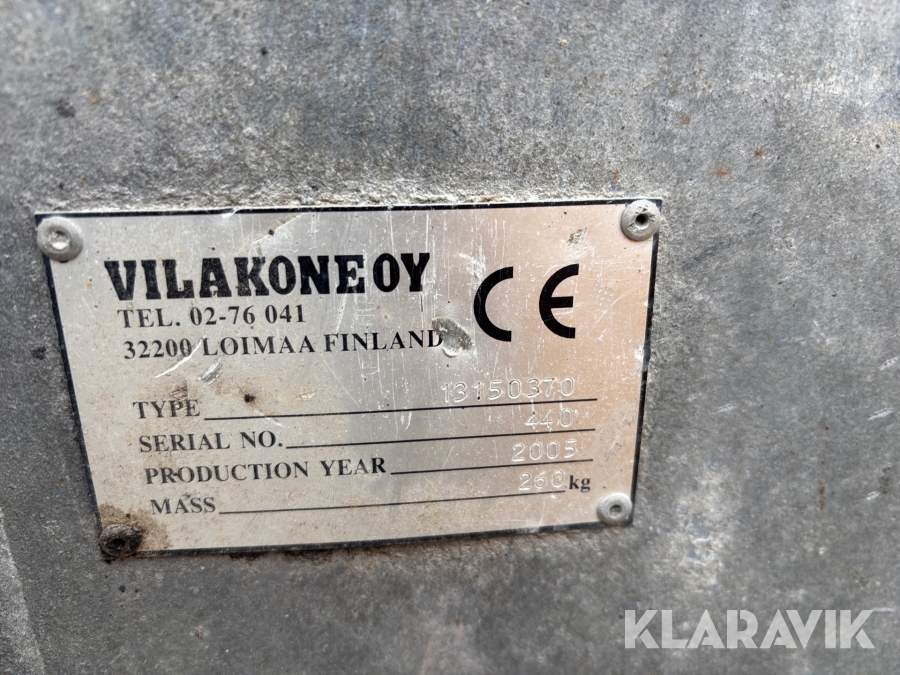 VILAKONE OY
TEL. 02-76 041
32200 LOIMAA FINLAND
CE
TYPE 13150370
SERIAL NO. 440
PRODUCTION YEAR 2005
MASS 260 kg
KLARAVIK